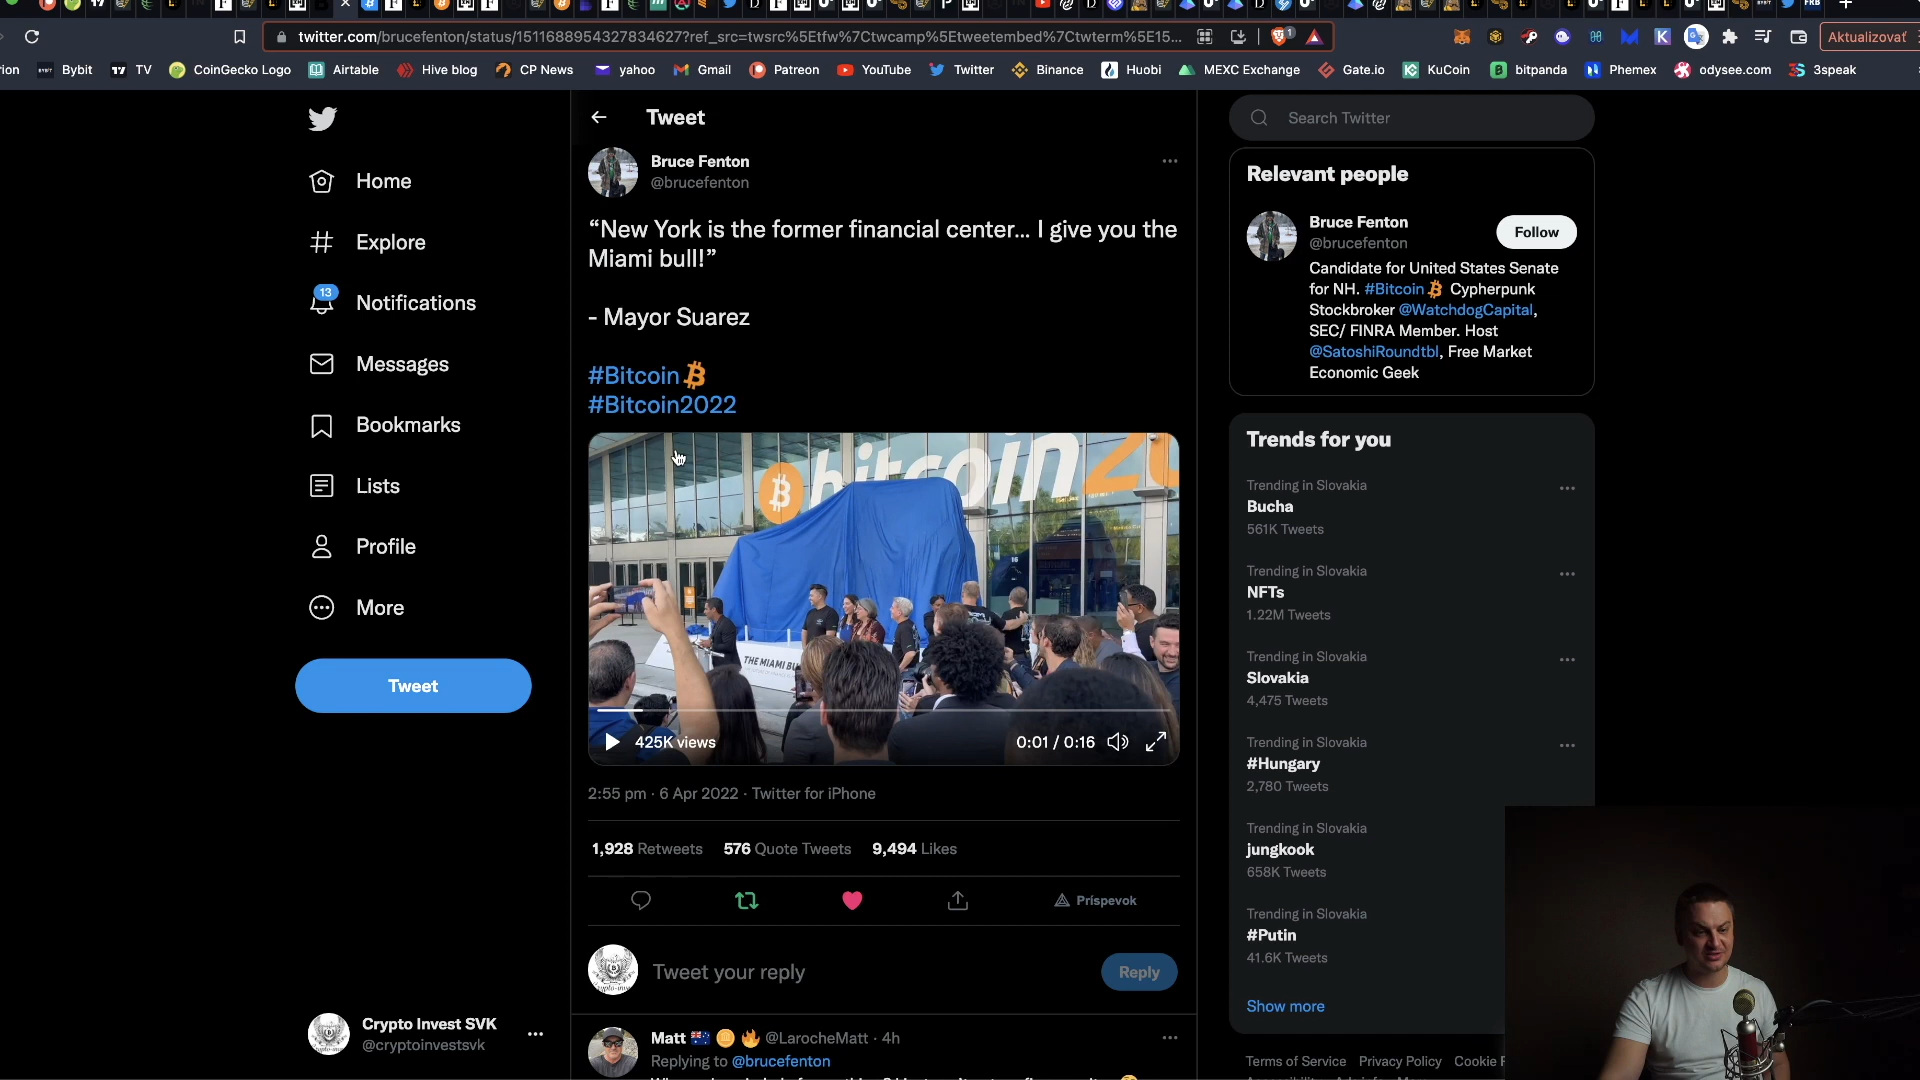 twitter.com/brucefenton/status/1511688954327834627?ref_src=twsrc%5Etfw%7Ctwcamp%5Etweetembed%7Ctwterm%5E15...
1
Aktualizovať
Bybit
TV
CoinGecko Logo
Airtable
Hive blog
CP News
yahoo
Gmail
Patreon
YouTube
Twitter
Binance
Huobi
MEXC Exchange
Gate.io
KuCoin
bitpanda
Phemex
odysee.com
3speak
Home
Explore
13
Notifications
Messages
Bookmarks
Lists
Profile
More
Tweet
Crypto Invest SVK
@cryptoinvestsvk
Tweet
Bruce Fenton
@brucefenton
“New York is the former financial center... I give you the
Miami bull!”
- Mayor Suarez
#Bitcoin
#Bitcoin2022
bitcoin20
THE MIAMI BU
425K views
0:01 / 0:16
2:55 pm · 6 Apr 2022 · Twitter for iPhone
1,928 Retweets 576 Quote Tweets 9,494 Likes
Príspevok
Tweet your reply
Reply
Matt @LarocheMatt · 4h
Replying to @brucefenton
Search Twitter
Relevant people
Bruce Fenton
@brucefenton
Follow
Candidate for United States Senate
for NH. #Bitcoin Cypherpunk
Stockbroker @WatchdogCapital,
SEC/ FINRA Member. Host
@SatoshiRoundtbl, Free Market
Economic Geek
Trends for you
Trending in Slovakia
Bucha
561K Tweets
Trending in Slovakia
NFTs
1.22M Tweets
Trending in Slovakia
Slovakia
4,475 Tweets
Trending in Slovakia
#Hungary
2,780 Tweets
Trending in Slovakia
jungkook
658K Tweets
Trending in Slovakia
#Putin
41.6K Tweets
Show more
Terms of Service Privacy Policy Cookie